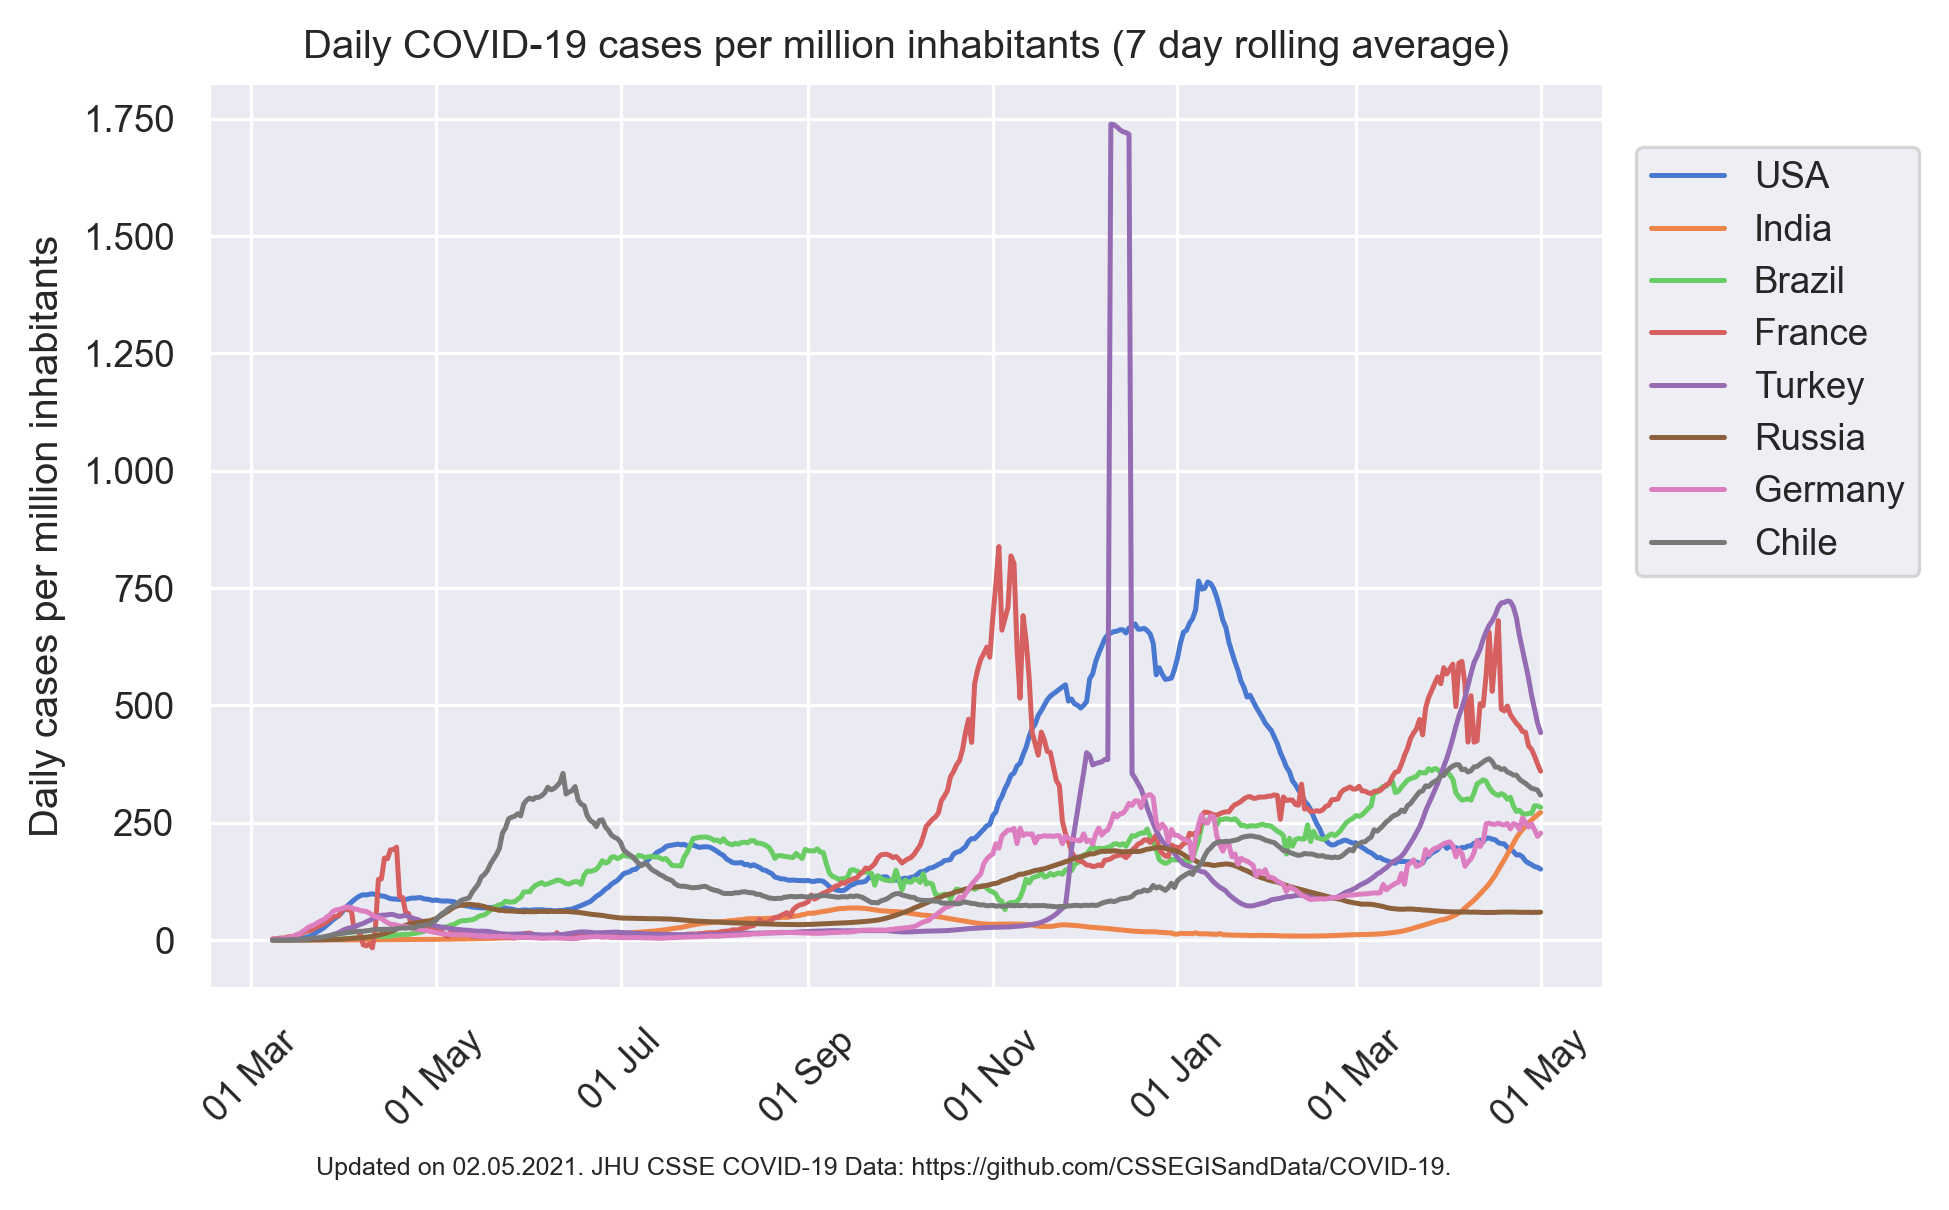 Daily COVID-19 cases per million inhabitants (7 day rolling average)
Daily cases per million inhabitants
1.750
1.500
1.250
1.000
750
500
250
0
01 Mar
01 May
01 Jul
01 Sep
01 Nov
01 Jan
01 Mar
01 May
USA
India
Brazil
France
Turkey
Russia
Germany
Chile
Updated on 02.05.2021. JHU CSSE COVID-19 Data: https://github.com/CSSEGISandData/COVID-19.